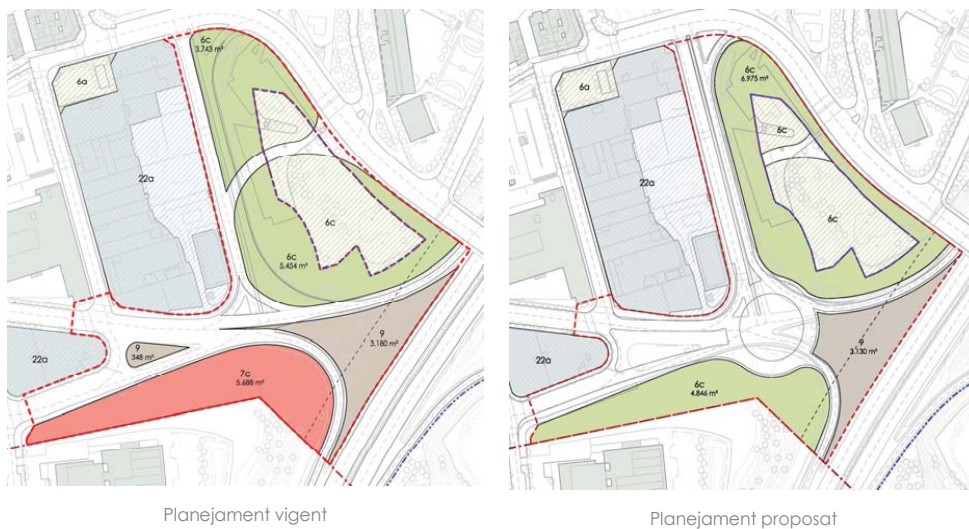 6c
3.743 m²
6a
22a
6c
6c
5.454 m²
9
3.180 m²
9
348 m²
22a
7c
5.688 m²
Planejament vigent
6c
6.975 m²
6a
6c
22a
6c
9
3.130 m²
22a
6c
4.846 m²
Planejament proposat